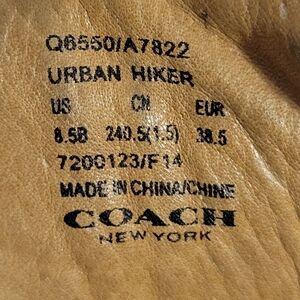 Q6550/A7822
URBAN HIKER
US CN EUR
8.5B 240.5(1.5) 38.5
7200123/F14
MADE IN CHINA/CHINE
COACH
NEW YORK